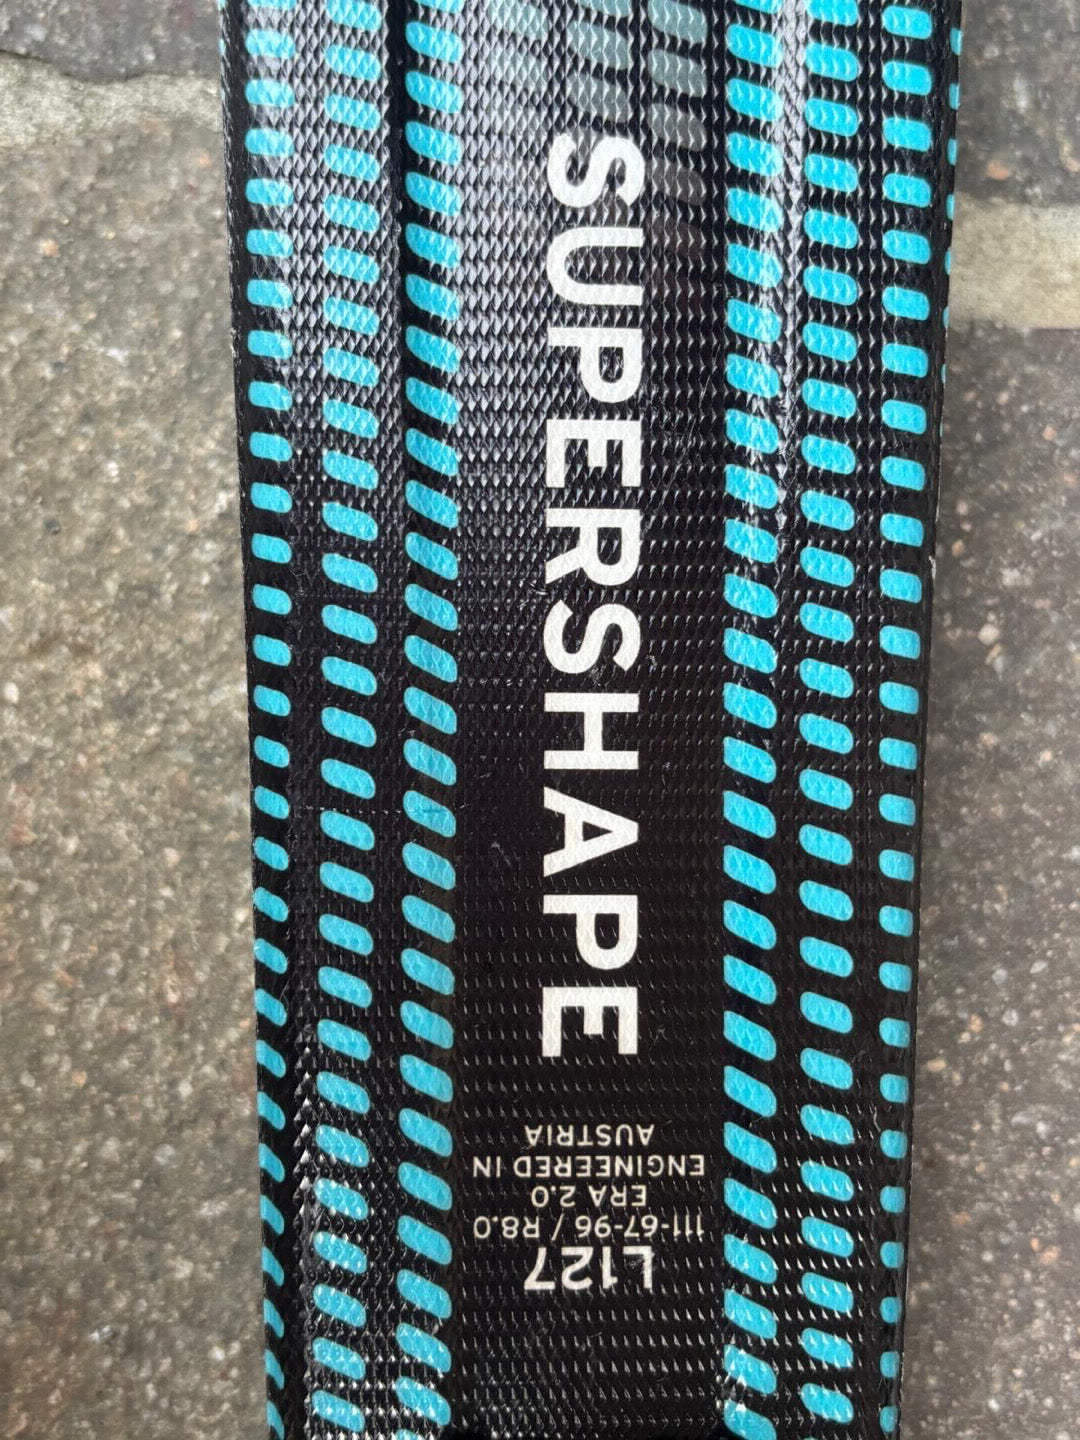 SUPERSHAPE
L127
111-67-96 / R8.0
ERA 2.0
ENGINEERED IN
AUSTRIA